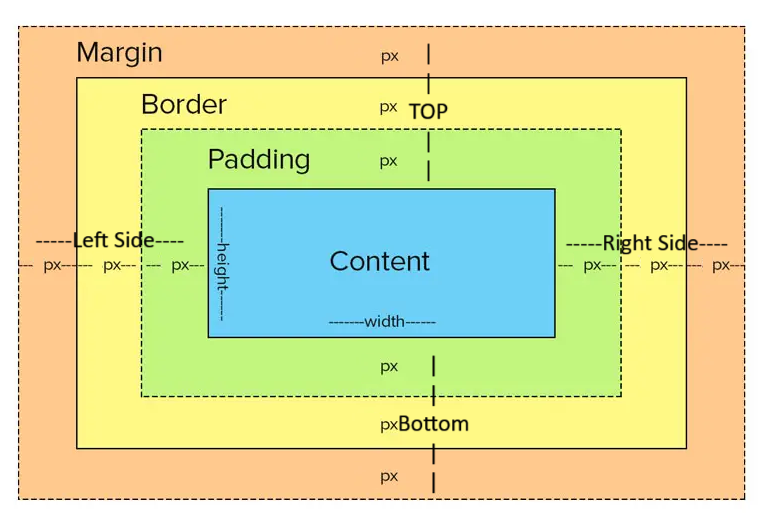 Margin
px
Border
px TOP
Padding
px
-----Left Side----
-----Right Side----
--- px------ px--- --- px---
--- px--- --- px--- --- px---
-------height------
Content
-------width------
px
pxBottom
px